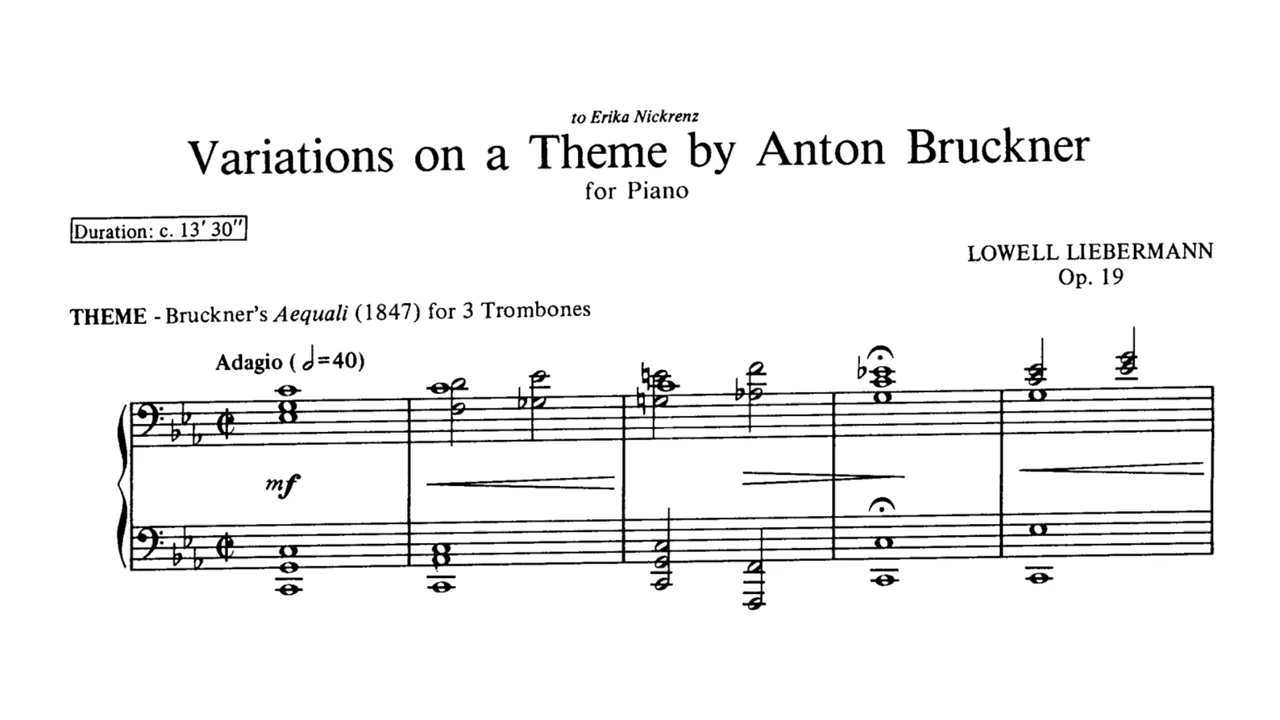 to Erika Nickrenz
Variations on a Theme by Anton Bruckner
for Piano
Duration: c. 13′ 30″
LOWELL LIEBERMANN
Op. 19
THEME - Bruckner's Aequali (1847) for 3 Trombones
Adagio (𝅗𝅥=40)
mf